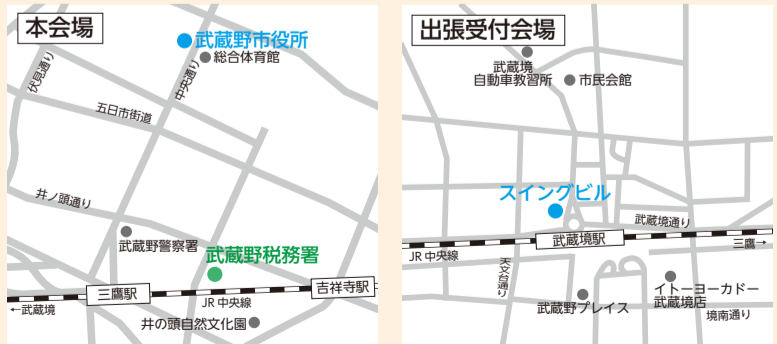 本会場
武蔵野市役所
総合体育館
伏見通り
中央通り
五日市街道
井ノ頭通り
武蔵野警察署
武蔵野税務署
三鷹駅
吉祥寺駅
←武蔵境
JR 中央線
井の頭自然文化園
出張受付会場
武蔵境
自動車教習所
市民会館
スイングビル
武蔵境通り
武蔵境駅
三鷹→
JR 中央線
天文台通り
武蔵野プレイス
イトーヨーカドー
武蔵境店
境南通り